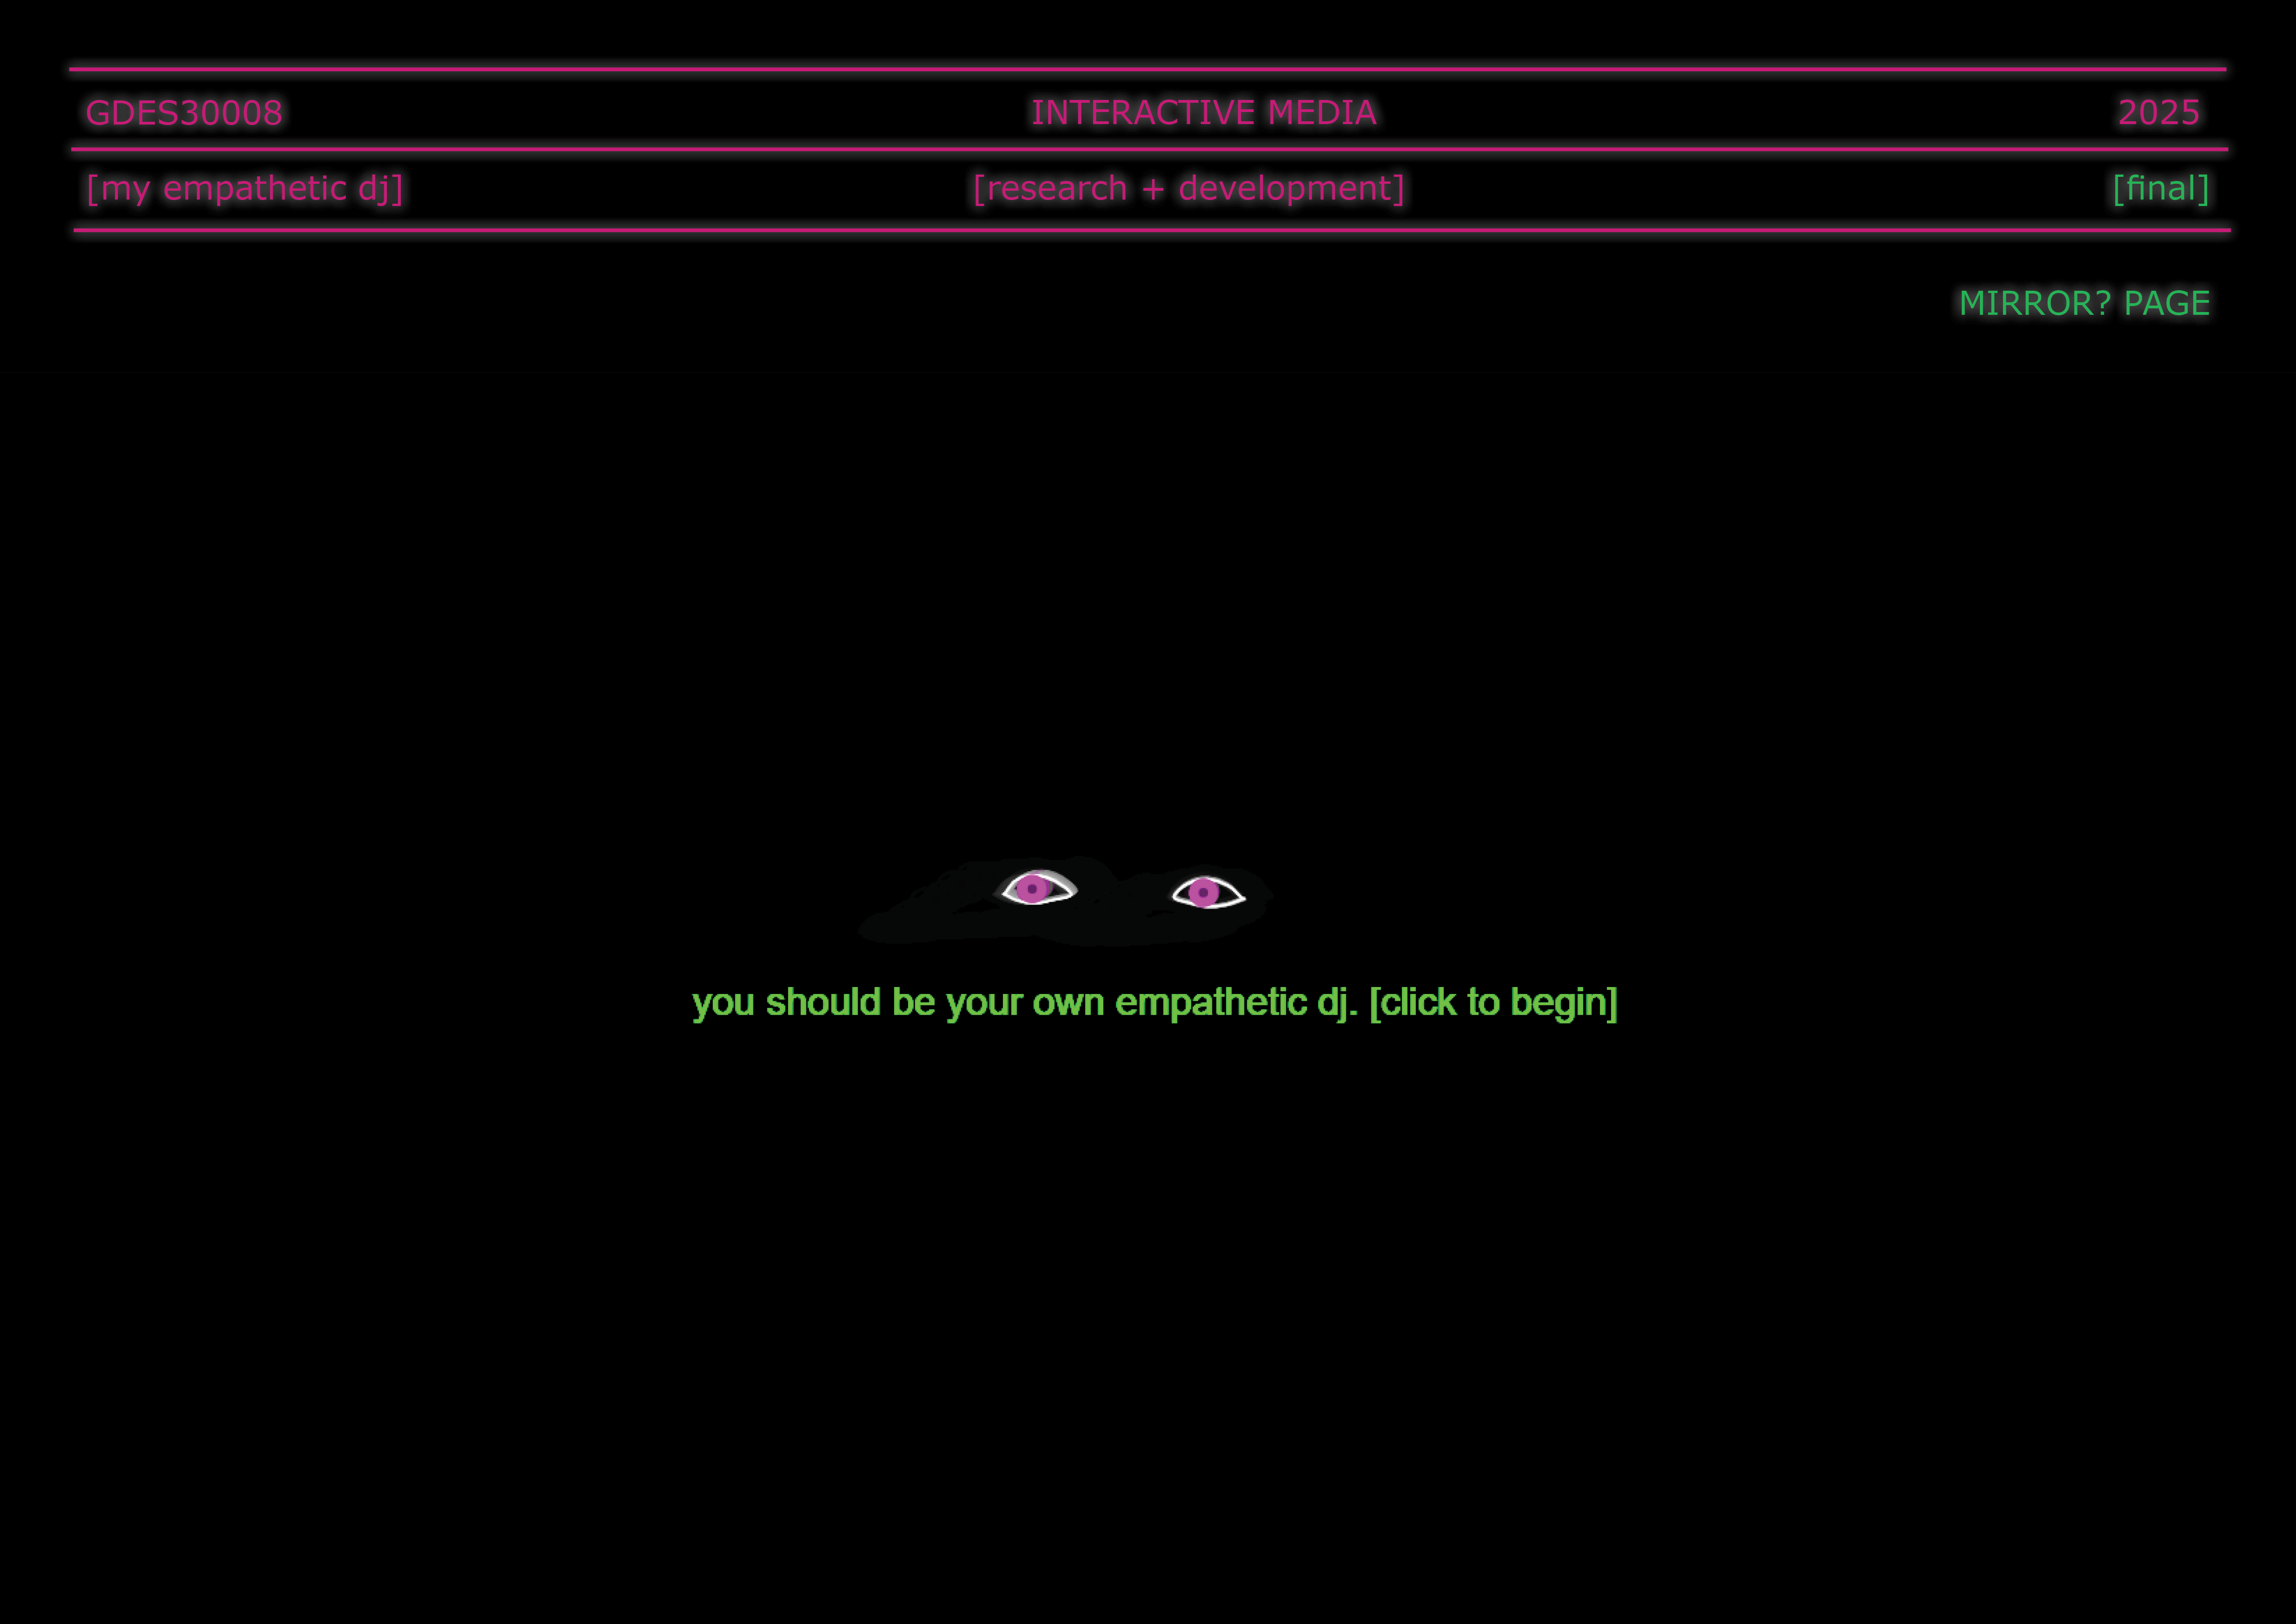 GDES30008 INTERACTIVE MEDIA 2025
[my empathetic dj] [research + development] [final]
MIRROR? PAGE
you should be your own empathetic dj. [click to begin]